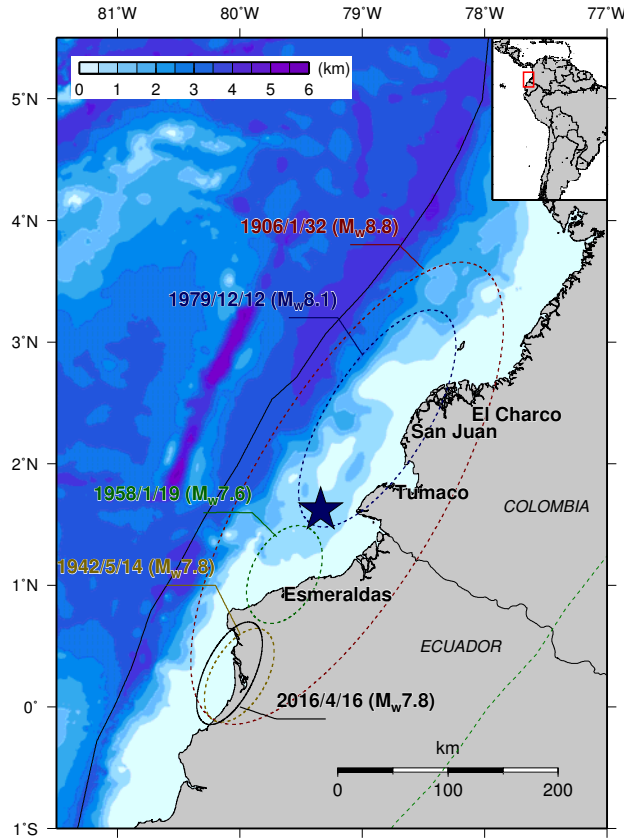 81°W 80°W 79°W 78°W 77°W
(km)
0 1 2 3 4 5 6
5°N
4°N
1906/1/32 (Mw8.8)
1979/12/12 (Mw8.1)
3°N
El Charco
San Juan
2°N
1958/1/19 (Mw7.6)
Tumaco
COLOMBIA
1942/5/14 (Mw7.8)
1°N
Esmeraldas
ECUADOR
0°
2016/4/16 (Mw7.8)
km
0 100 200
1°S